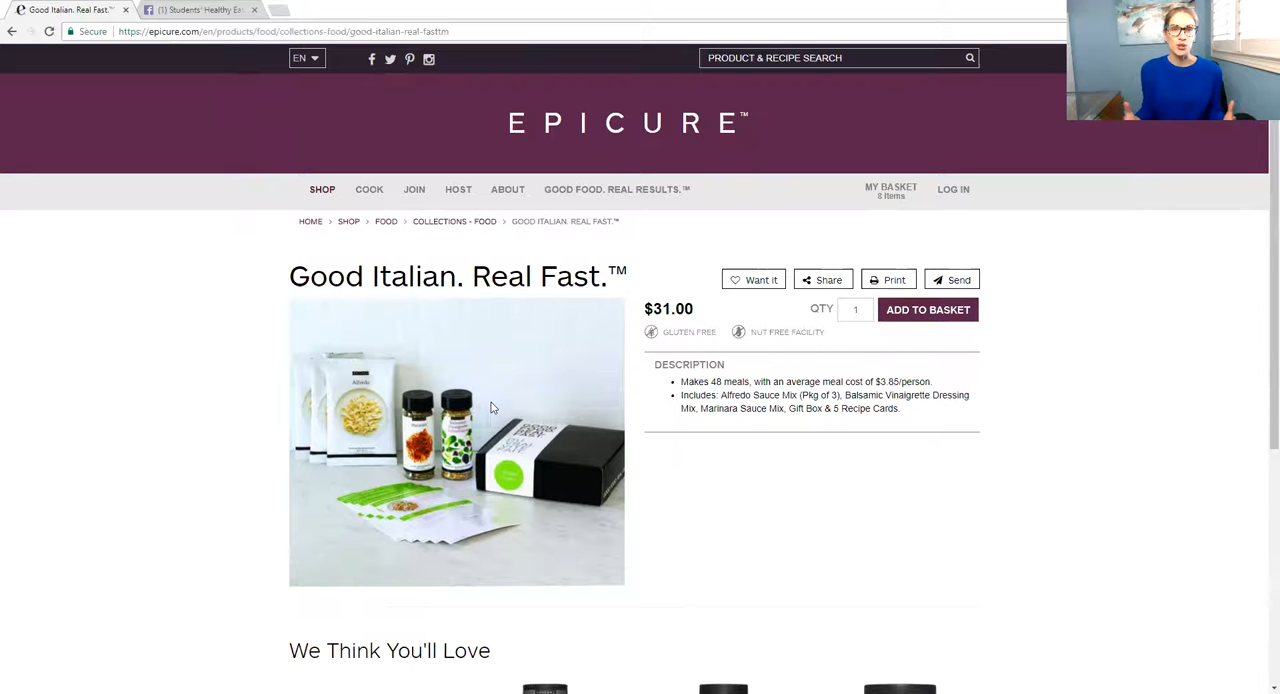 Good Italian. Real Fast.™
(1) Students' Healthy Ea
Secure
https://epicure.com/en/products/food/collections-food/good-italian-real-fasttm
EN
PRODUCT & RECIPE SEARCH
EPICURE™
SHOP COOK JOIN HOST ABOUT GOOD FOOD. REAL RESULTS.™
MY BASKET
8 Items
LOG IN
HOME > SHOP > FOOD > COLLECTIONS - FOOD > GOOD ITALIAN. REAL FAST.™
Good Italian. Real Fast.™
Want it Share Print Send
$31.00
QTY 1 ADD TO BASKET
GLUTEN FREE NUT FREE FACILITY
DESCRIPTION
• Makes 48 meals, with an average meal cost of $3.85/person.
• Includes: Alfredo Sauce Mix (Pkg of 3), Balsamic Vinaigrette Dressing
Mix, Marinara Sauce Mix, Gift Box & 5 Recipe Cards.
Alfredo
We Think You'll Love